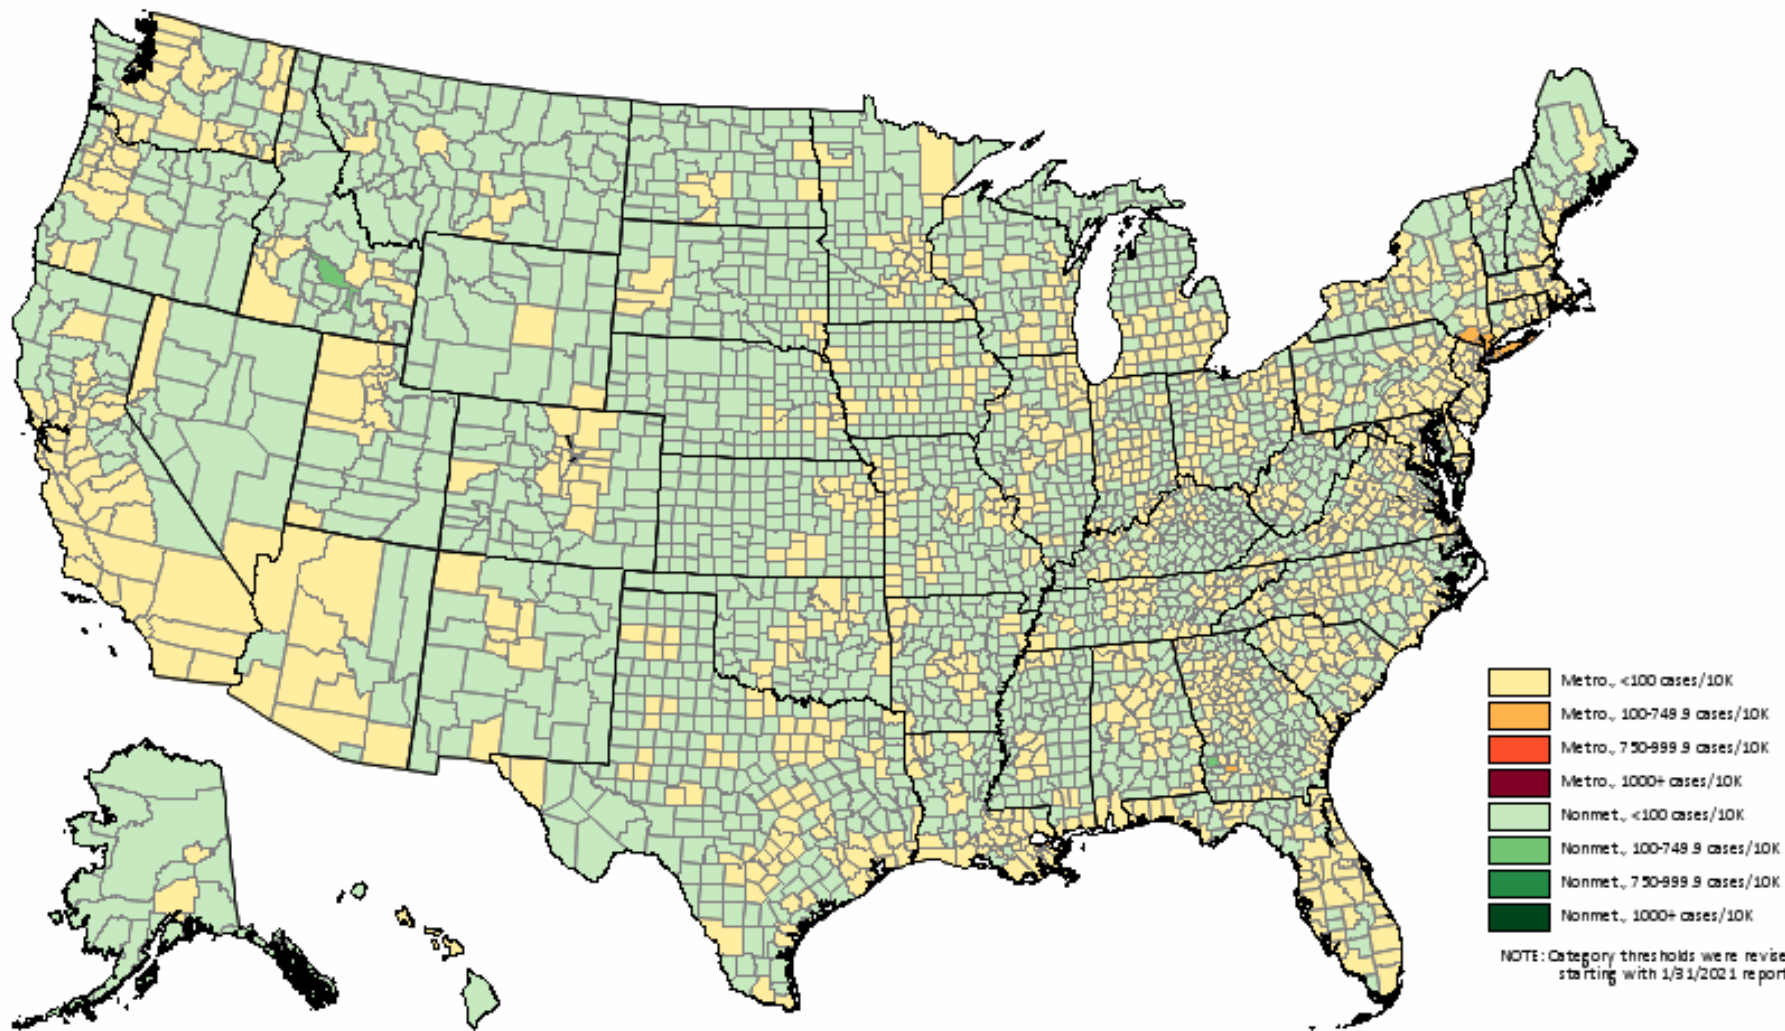 Metro., <100 cases/10K
Metro., 100-749.9 cases/10K
Metro., 750-999.9 cases/10K
Metro., 1000+ cases/10K
Nonmet., <100 cases/10K
Nonmet., 100-749.9 cases/10K
Nonmet., 750-999.9 cases/10K
Nonmet., 1000+ cases/10K
NOTE: Category thresholds were revise
starting with 1/31/2021 report